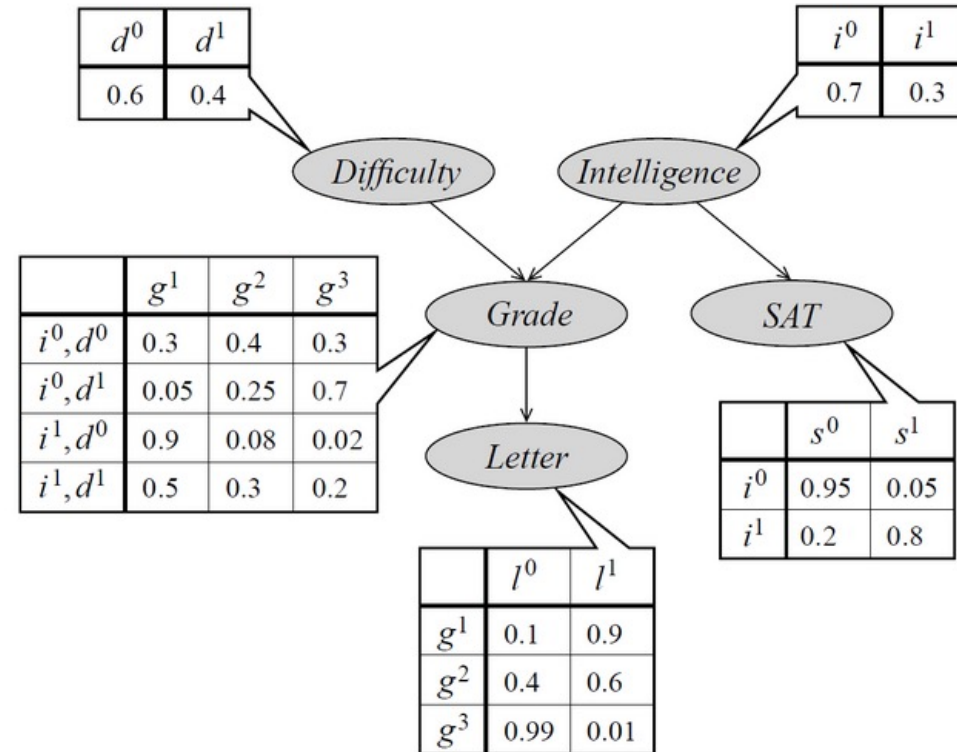 d⁰ d¹
0.6 0.4
i⁰ i¹
0.7 0.3
Difficulty
Intelligence
g¹ g² g³
i⁰,d⁰ 0.3 0.4 0.3
i⁰,d¹ 0.05 0.25 0.7
i¹,d⁰ 0.9 0.08 0.02
i¹,d¹ 0.5 0.3 0.2
Grade
SAT
Letter
s⁰ s¹
i⁰ 0.95 0.05
i¹ 0.2 0.8
l⁰ l¹
g¹ 0.1 0.9
g² 0.4 0.6
g³ 0.99 0.01